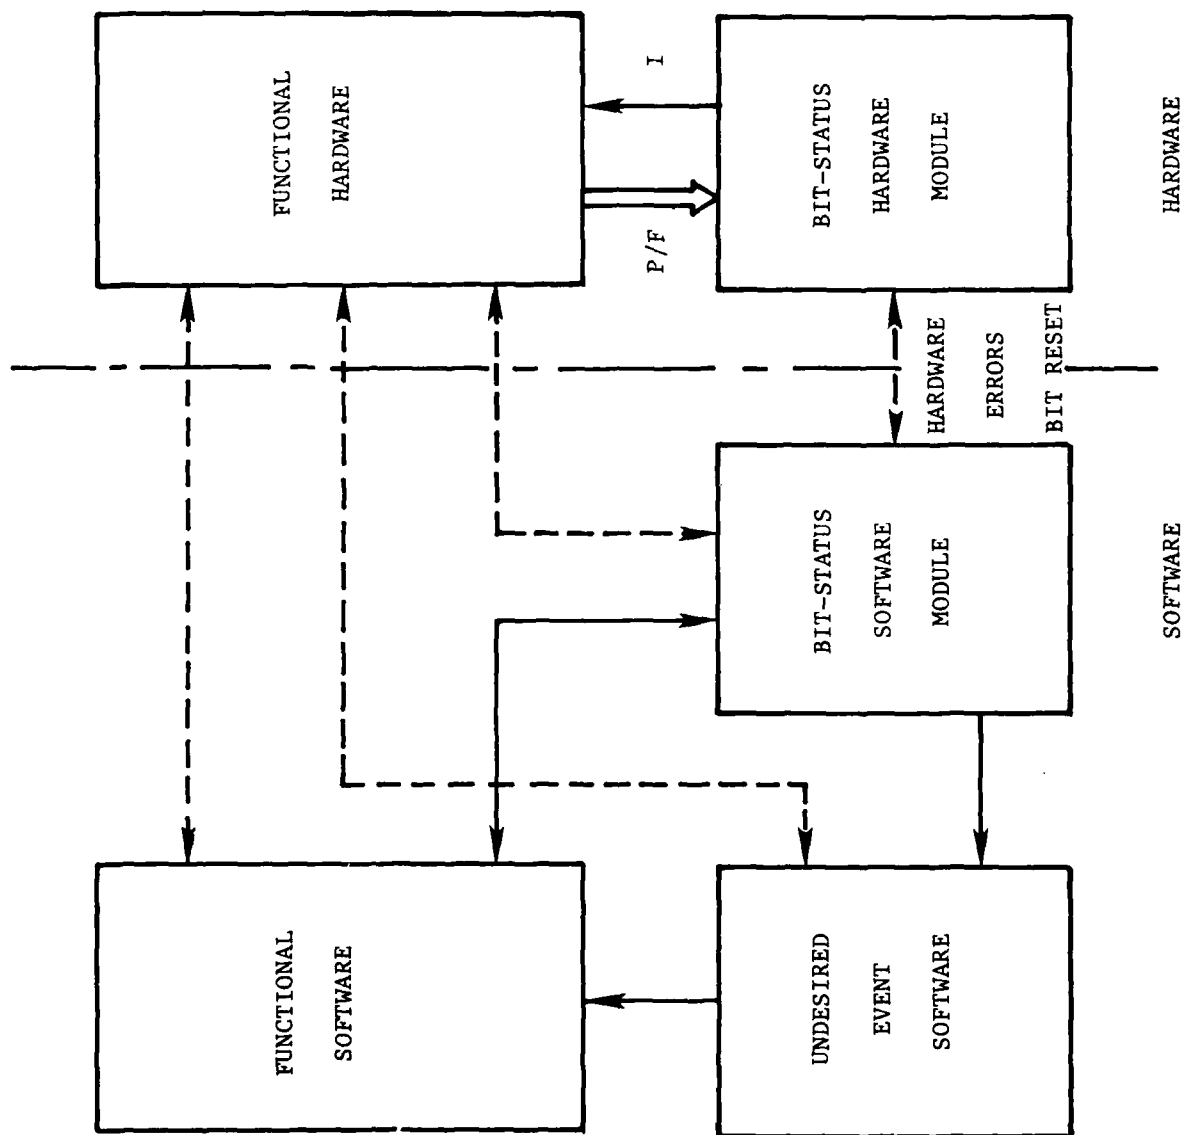 FUNCTIONAL
SOFTWARE
FUNCTIONAL
HARDWARE
P/F
I
UNDESIRED
EVENT
SOFTWARE
BIT-STATUS
SOFTWARE
MODULE
HARDWARE
ERRORS
BIT RESET
BIT-STATUS
HARDWARE
MODULE
SOFTWARE
HARDWARE